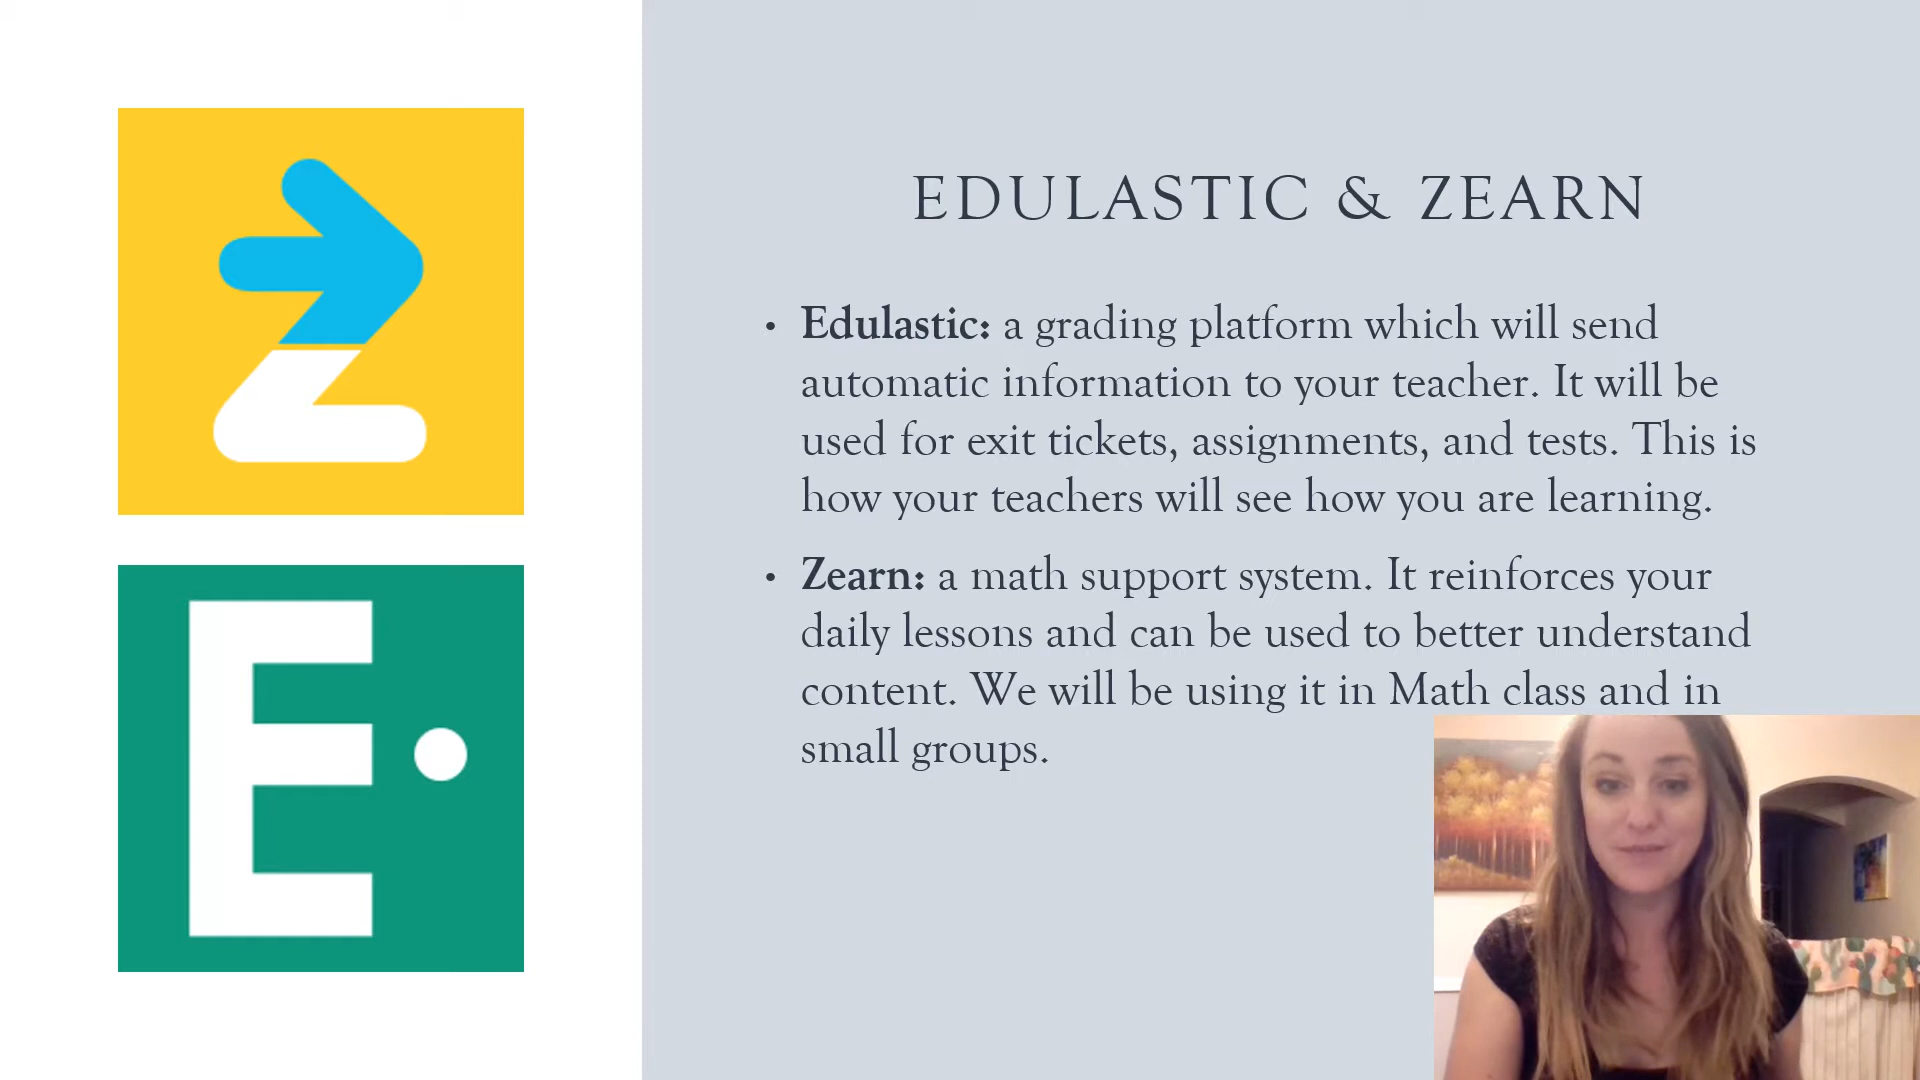 EDULASTIC & ZEARN
• Edulastic: a grading platform which will send
automatic information to your teacher. It will be
used for exit tickets, assignments, and tests. This is
how your teachers will see how you are learning.
• Zearn: a math support system. It reinforces your
daily lessons and can be used to better understand
content. We will be using it in Math class and in
small groups.
Z
E